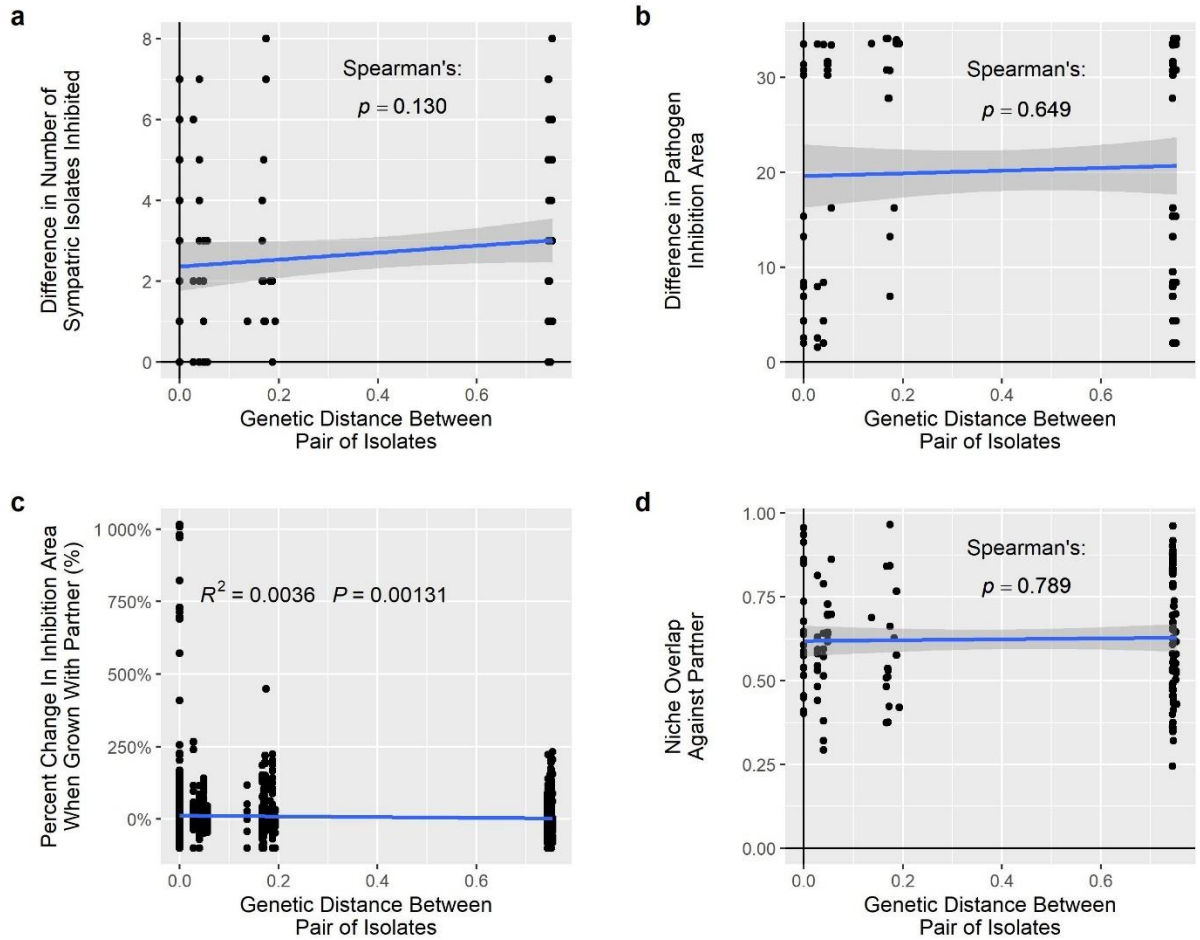 a
Difference in Number of
Sympatric Isolates Inhibited
8
6
4
2
0
Spearman's:
p = 0.130
0.0 0.2 0.4 0.6
Genetic Distance Between
Pair of Isolates
b
Difference in Pathogen
Inhibition Area
30
20
10
0
Spearman's:
p = 0.649
0.0 0.2 0.4 0.6
Genetic Distance Between
Pair of Isolates
c
Percent Change In Inhibition Area
When Grown With Partner (%)
1 000%
750%
500%
250%
0%
R² = 0.0036 P = 0.00131
0.0 0.2 0.4 0.6
Genetic Distance Between
Pair of Isolates
d
Niche Overlap
Against Partner
1.00
0.75
0.50
0.25
0.00
Spearman's:
p = 0.789
0.0 0.2 0.4 0.6
Genetic Distance Between
Pair of Isolates